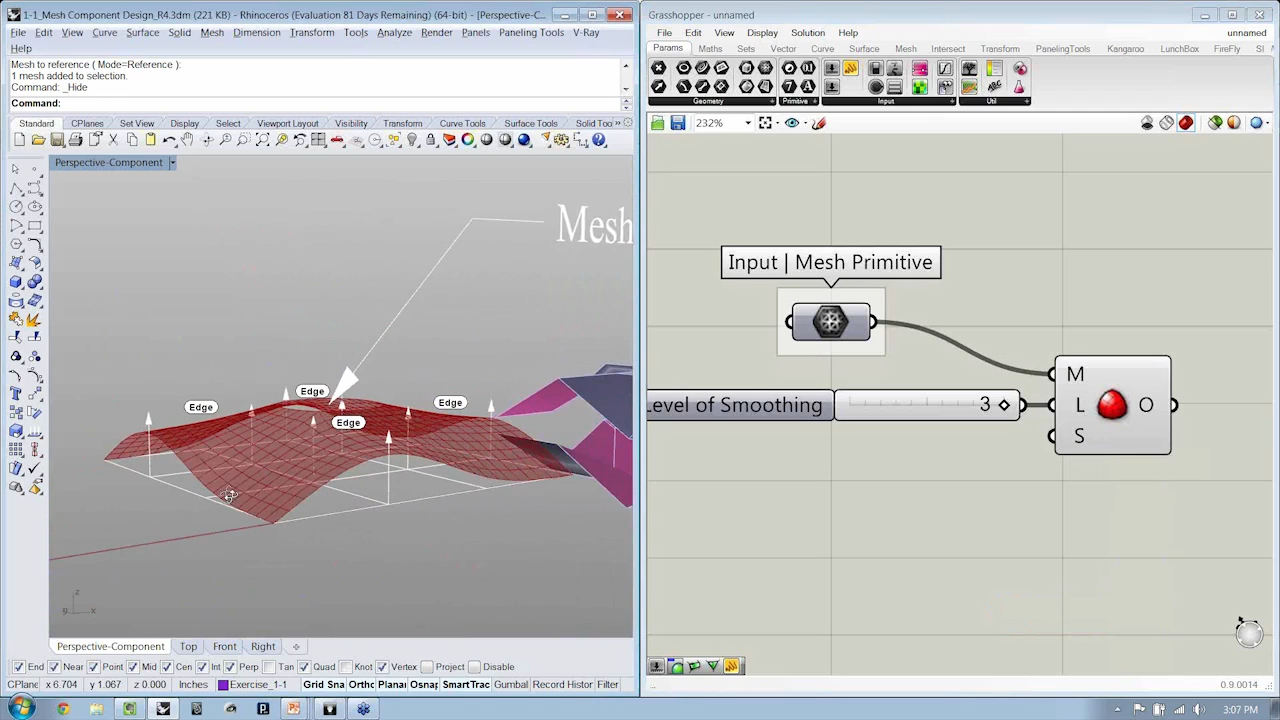 1-1_Mesh Component Design_R4.3dm (221 KB) - Rhinoceros (Evaluation 81 Days Remaining) (64-bit) - [Perspective-C...
File Edit View Curve Surface Solid Mesh Dimension Transform Tools Analyze Render Panels Paneling Tools V-Ray
Help
Mesh to reference ( Mode=Reference ):
1 mesh added to selection.
Command: _Hide
Command:
Standard CPlanes Set View Display Select Viewport Layout Visibility Transform Curve Tools Surface Tools Solid Too
Perspective-Component
Mesh
Edge
Edge
Edge
Edge
z
y x
Perspective-Component Top Front Right
End Near Point Mid Cen Int Perp Tan Quad Knot Vertex Project Disable
CPlane x 6.704 z 0.000 Inches Exercise_1-1 Grid Sna Ortho Planar Osnap SmartTrac Gumbal Record Histor Filter
Grasshopper - unnamed
File Edit View Display Solution Help unnamed
Params Maths Sets Vector Curve Surface Mesh Intersect Transform PanelingTools Kangaroo LunchBox FireFly
Geometry Primitive Input Util
232%
Input | Mesh Primitive
Level of Smoothing 3
M
L O
S
0.9.0014
3:07 PM